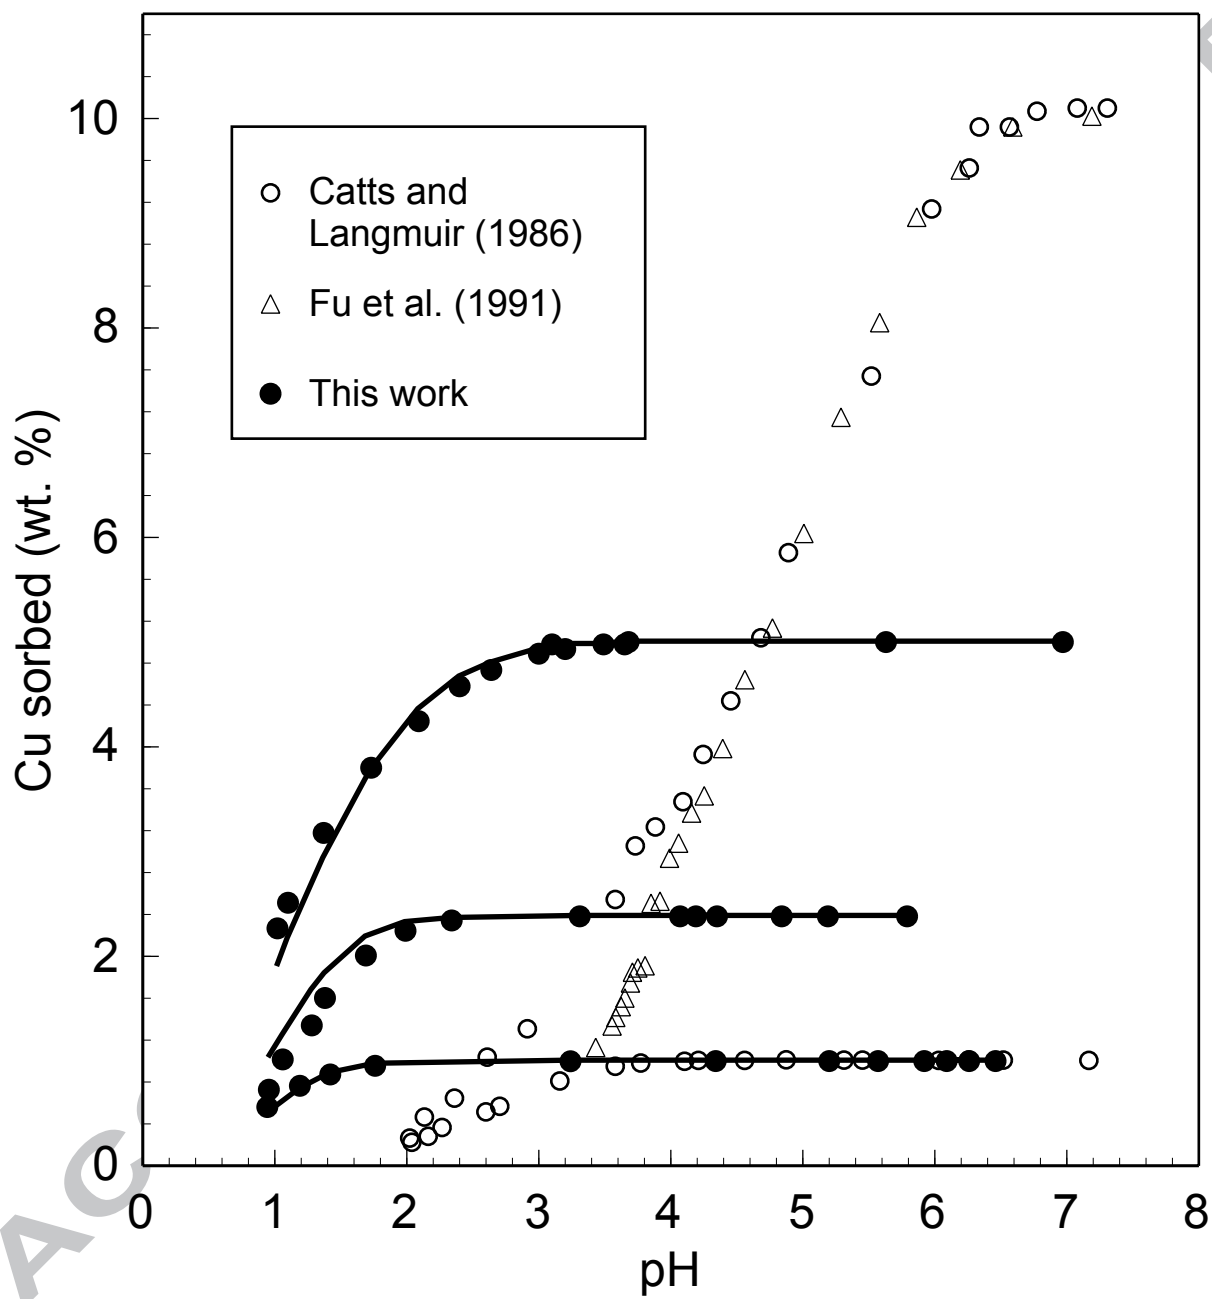 10
8
6
4
2
0
Cu sorbed (wt. %)
Catts and
Langmuir (1986)
Fu et al. (1991)
This work
0 1 2 3 4 5 6 7 8
pH
AC